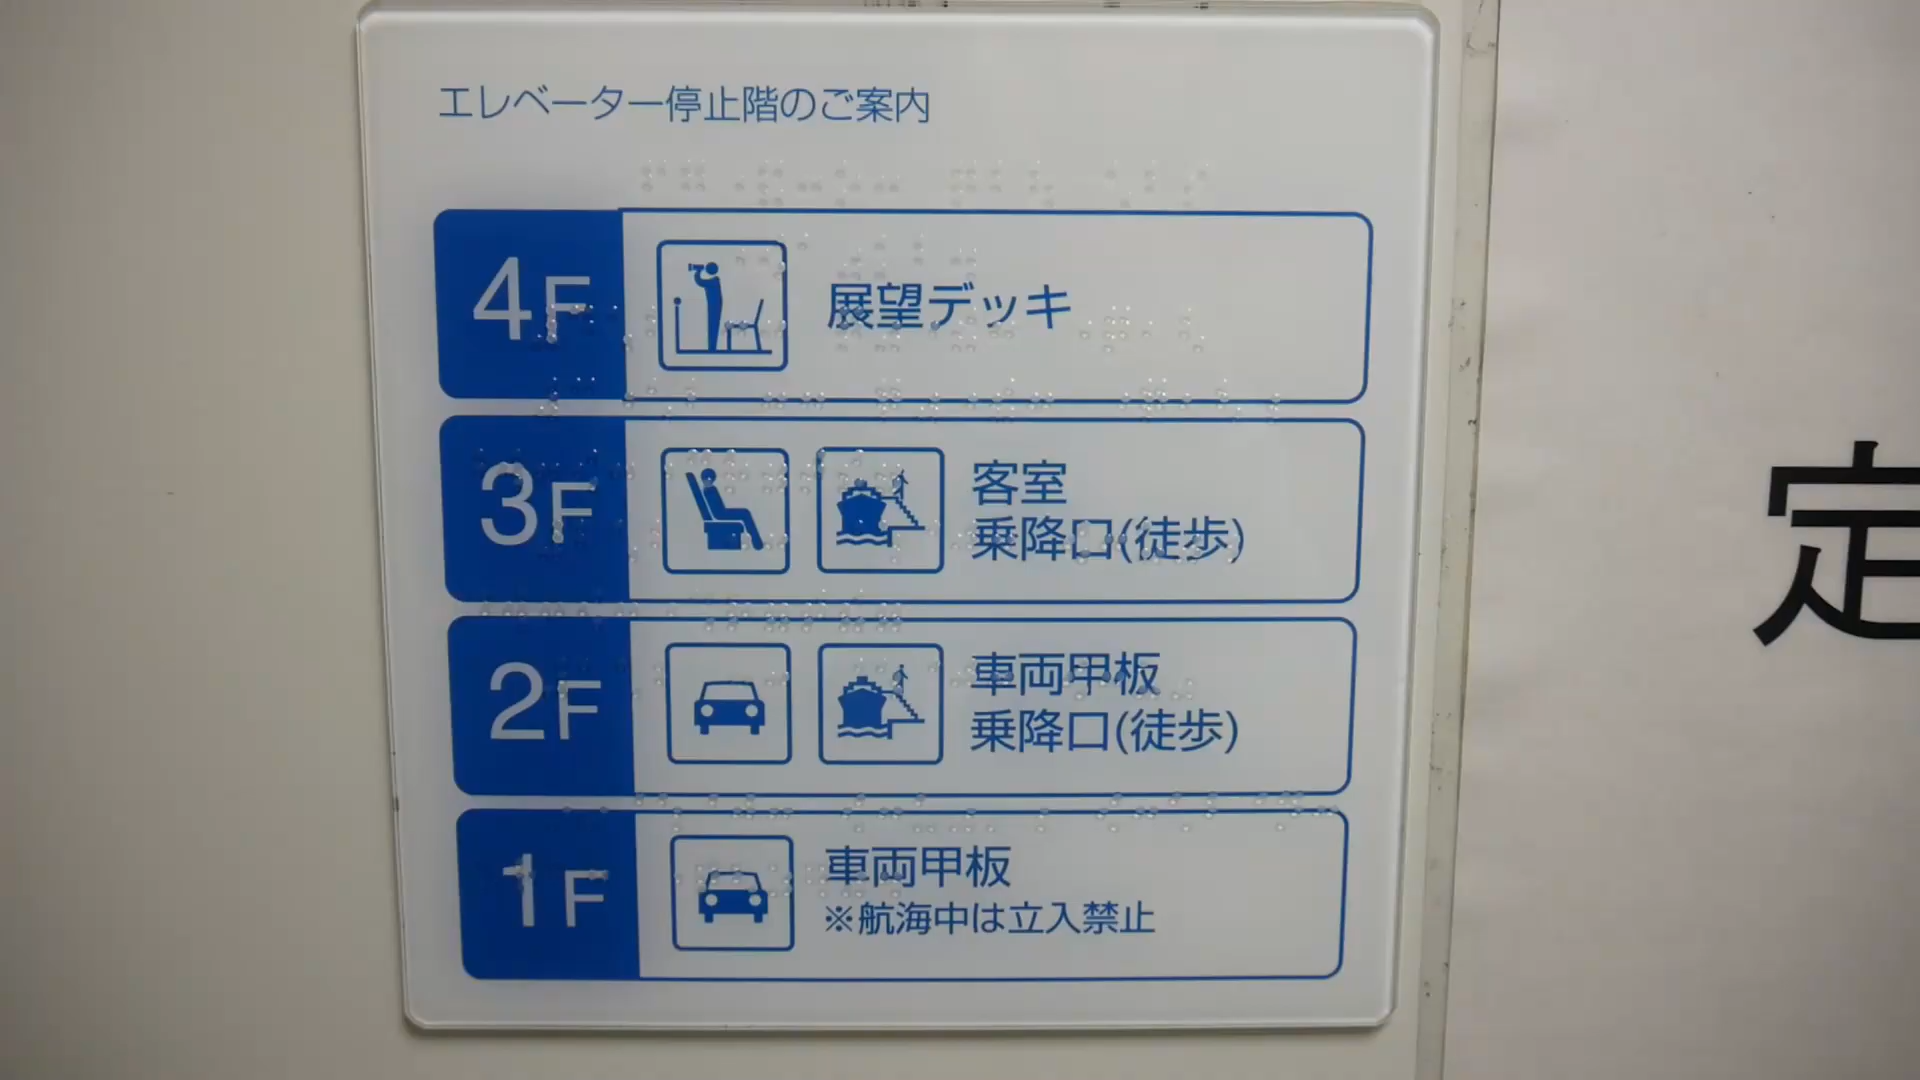 エレベーター停止階のご案内
4F
展望デッキ
3F
客室
乗降口(徒歩)
2F
車両甲板
乗降口(徒歩)
1F
車両甲板
※航海中は立入禁止
定